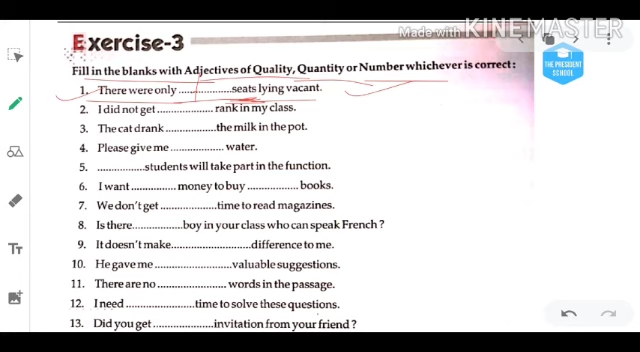 Made with KINEMASTER
Exercise-3
Fill in the blanks with Adjectives of Quality, Quantity or Number whichever is correct :
THE PRESIDENT
SCHOOL
1. There were only ..................seats lying vacant.
2. I did not get ................... rank in my class.
3. The cat drank .................the milk in the pot.
4. Please give me .................. water.
5. ................students will take part in the function.
6. I want ............... money to buy ................. books.
7. We don't get ..................time to read magazines.
8. Is there.................boy in your class who can speak French ?
9. It doesn't make...........................difference to me.
10. He gave me ..........................valuable suggestions.
11. There are no ....................... words in the passage.
12. I need .......................time to solve these questions.
Tт
13. Did you get ....................invitation from your friend ?